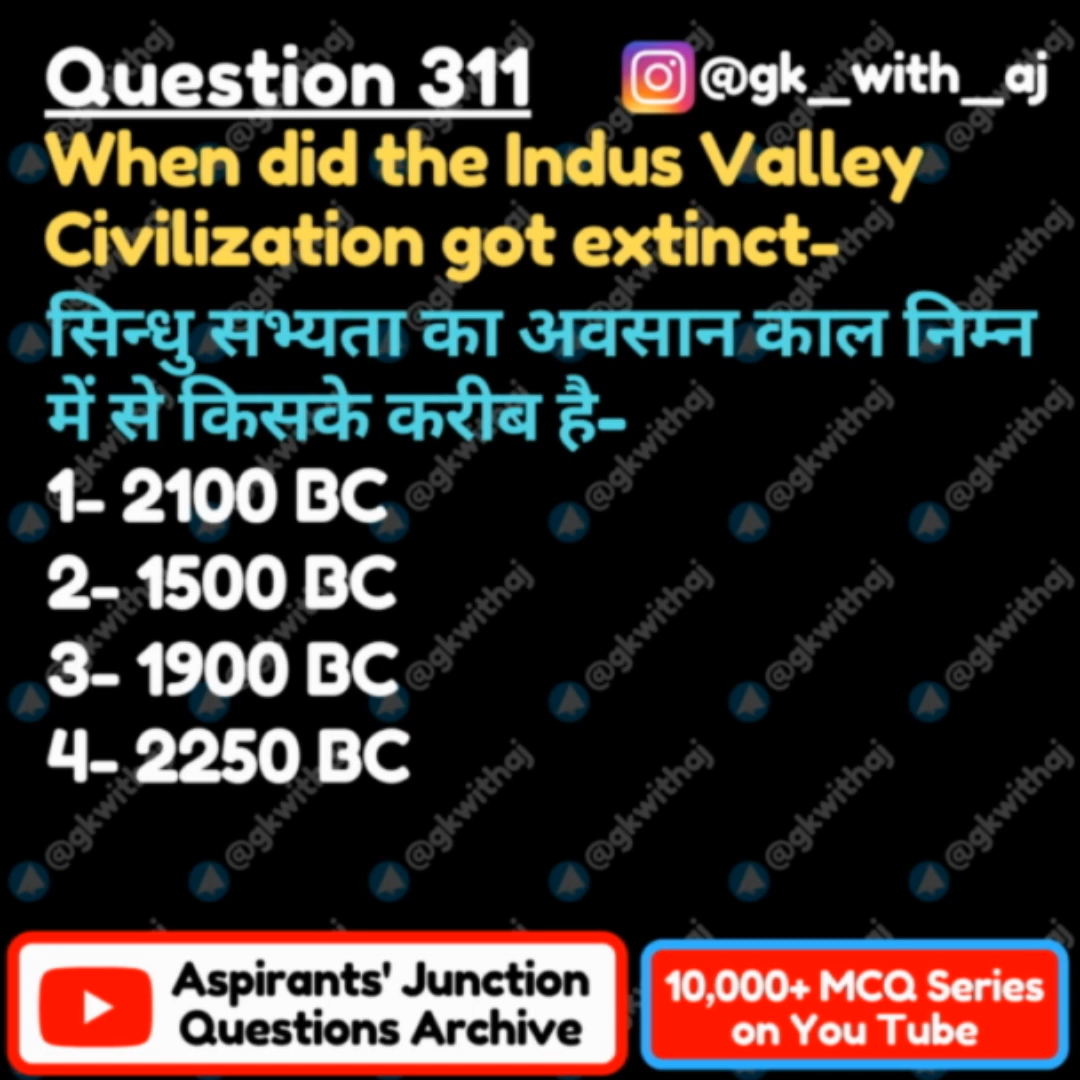 Question 311
@gk_with_aj
When did the Indus Valley
Civilization got extinct-
सिन्धु सभ्यता का अवसान काल निम्न
में से किसके करीब है-
1- 2100 BC
2- 1500 BC
3- 1900 BC
4- 2250 BC
Aspirants' Junction
Questions Archive
10,000+ MCQ Series
on You Tube
@gkwithaj